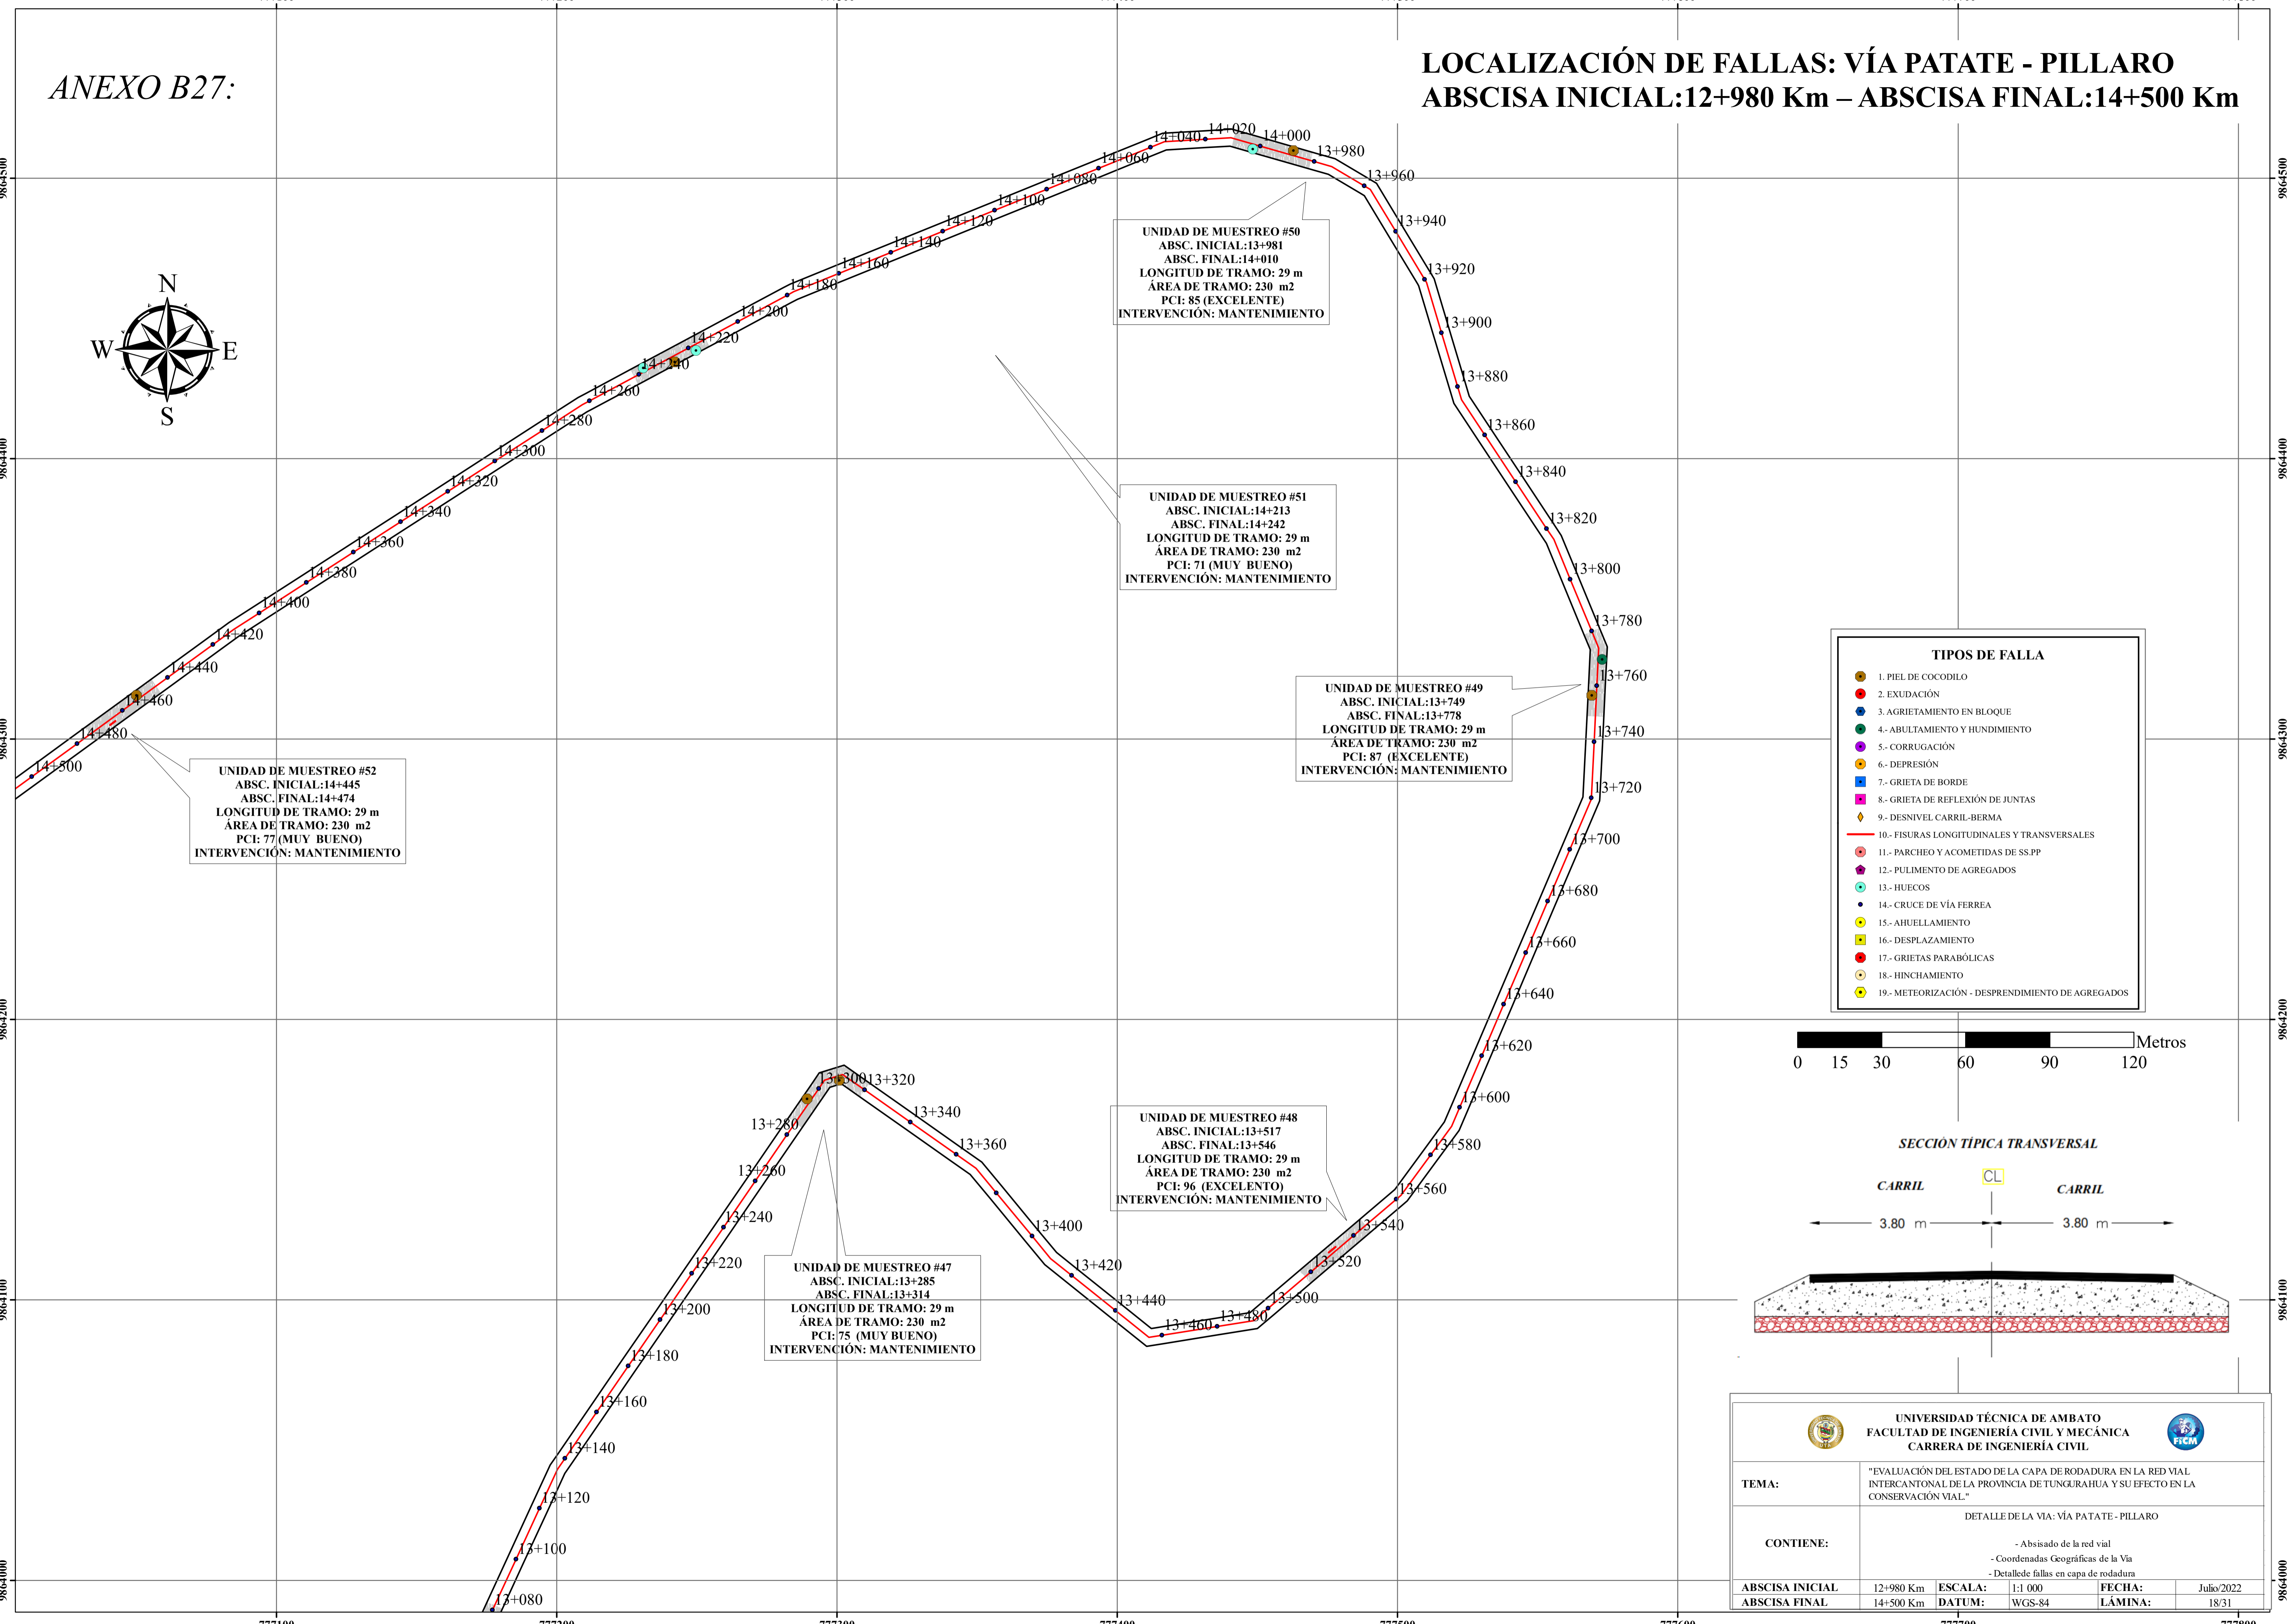 ANEXO B27:
LOCALIZACIÓN DE FALLAS: VÍA PATATE - PILLARO
ABSCISA INICIAL:12+980 Km – ABSCISA FINAL:14+500 Km
N
W
E
S
14+040
14+020
14+000
13+980
14+060
13+960
14+080
14+100
13+940
14+120
14+140
14+160
13+920
14+180
14+200
13+900
14+220
14+240
13+880
14+260
14+280
13+860
14+300
14+320
13+840
14+340
13+820
14+360
14+380
13+800
14+400
14+420
13+780
14+440
13+760
14+460
13+740
14+480
14+500
13+720
13+700
13+680
13+660
13+640
13+620
13+600
13+580
13+560
13+540
13+520
13+500
13+480
13+460
13+440
13+420
13+400
13+360
13+340
13+320
13+300
13+280
13+260
13+240
13+220
13+200
13+180
13+160
13+140
13+120
13+100
13+080
UNIDAD DE MUESTREO #50
ABSC. INICIAL:13+981
ABSC. FINAL:14+010
LONGITUD DE TRAMO: 29 m
ÁREA DE TRAMO: 230 m2
PCI: 85 (EXCELENTE)
INTERVENCIÓN: MANTENIMIENTO
UNIDAD DE MUESTREO #51
ABSC. INICIAL:14+213
ABSC. FINAL:14+242
LONGITUD DE TRAMO: 29 m
ÁREA DE TRAMO: 230 m2
PCI: 71 (MUY BUENO)
INTERVENCIÓN: MANTENIMIENTO
UNIDAD DE MUESTREO #49
ABSC. INICIAL:13+749
ABSC. FINAL:13+778
LONGITUD DE TRAMO: 29 m
ÁREA DE TRAMO: 230 m2
PCI: 87 (EXCELENTE)
INTERVENCIÓN: MANTENIMIENTO
UNIDAD DE MUESTREO #52
ABSC. INICIAL:14+445
ABSC. FINAL:14+474
LONGITUD DE TRAMO: 29 m
ÁREA DE TRAMO: 230 m2
PCI: 77 (MUY BUENO)
INTERVENCIÓN: MANTENIMIENTO
UNIDAD DE MUESTREO #48
ABSC. INICIAL:13+517
ABSC. FINAL:13+546
LONGITUD DE TRAMO: 29 m
ÁREA DE TRAMO: 230 m2
PCI: 96 (EXCELENTO)
INTERVENCIÓN: MANTENIMIENTO
UNIDAD DE MUESTREO #47
ABSC. INICIAL:13+285
ABSC. FINAL:13+314
LONGITUD DE TRAMO: 29 m
ÁREA DE TRAMO: 230 m2
PCI: 75 (MUY BUENO)
INTERVENCIÓN: MANTENIMIENTO
TIPOS DE FALLA
1. PIEL DE COCODILO
2. EXUDACIÓN
3. AGRIETAMIENTO EN BLOQUE
4.- ABULTAMIENTO Y HUNDIMIENTO
5.- CORRUGACIÓN
6.- DEPRESIÓN
7.- GRIETA DE BORDE
8.- GRIETA DE REFLEXIÓN DE JUNTAS
9.- DESNIVEL CARRIL-BERMA
10.- FISURAS LONGITUDINALES Y TRANSVERSALES
11.- PARCHEO Y ACOMETIDAS DE SS.PP
12.- PULIMENTO DE AGREGADOS
13.- HUECOS
14.- CRUCE DE VÍA FERREA
15.- AHUELLAMIENTO
16.- DESPLAZAMIENTO
17.- GRIETAS PARABÓLICAS
18.- HINCHAMIENTO
19.- METEORIZACIÓN - DESPRENDIMIENTO DE AGREGADOS
Metros
0 15 30 60 90 120
SECCIÓN TÍPICA TRANSVERSAL
CARRIL CL CARRIL
3.80 m 3.80 m
UNIVERSIDAD TÉCNICA DE AMBATO
FACULTAD DE INGENIERÍA CIVIL Y MECÁNICA
CARRERA DE INGENIERÍA CIVIL
FICM
TEMA:
"EVALUACIÓN DEL ESTADO DE LA CAPA DE RODADURA EN LA RED VIAL
INTERCANTONAL DE LA PROVINCIA DE TUNGURAHUA Y SU EFECTO EN LA
CONSERVACIÓN VIAL."
CONTIENE:
DETALLE DE LA VIA: VÍA PATATE - PILLARO
- Absisado de la red vial
- Coordenadas Geográficas de la Vía
- Detallede fallas en capa de rodadura
ABSCISA INICIAL 12+980 Km ESCALA: 1:1 000 FECHA: Julio/2022
ABSCISA FINAL 14+500 Km DATUM: WGS-84 LÁMINA: 18/31
9864500
9864400
9864300
9864200
9864100
9864000
9864500
9864400
9864300
9864200
9864100
9864000